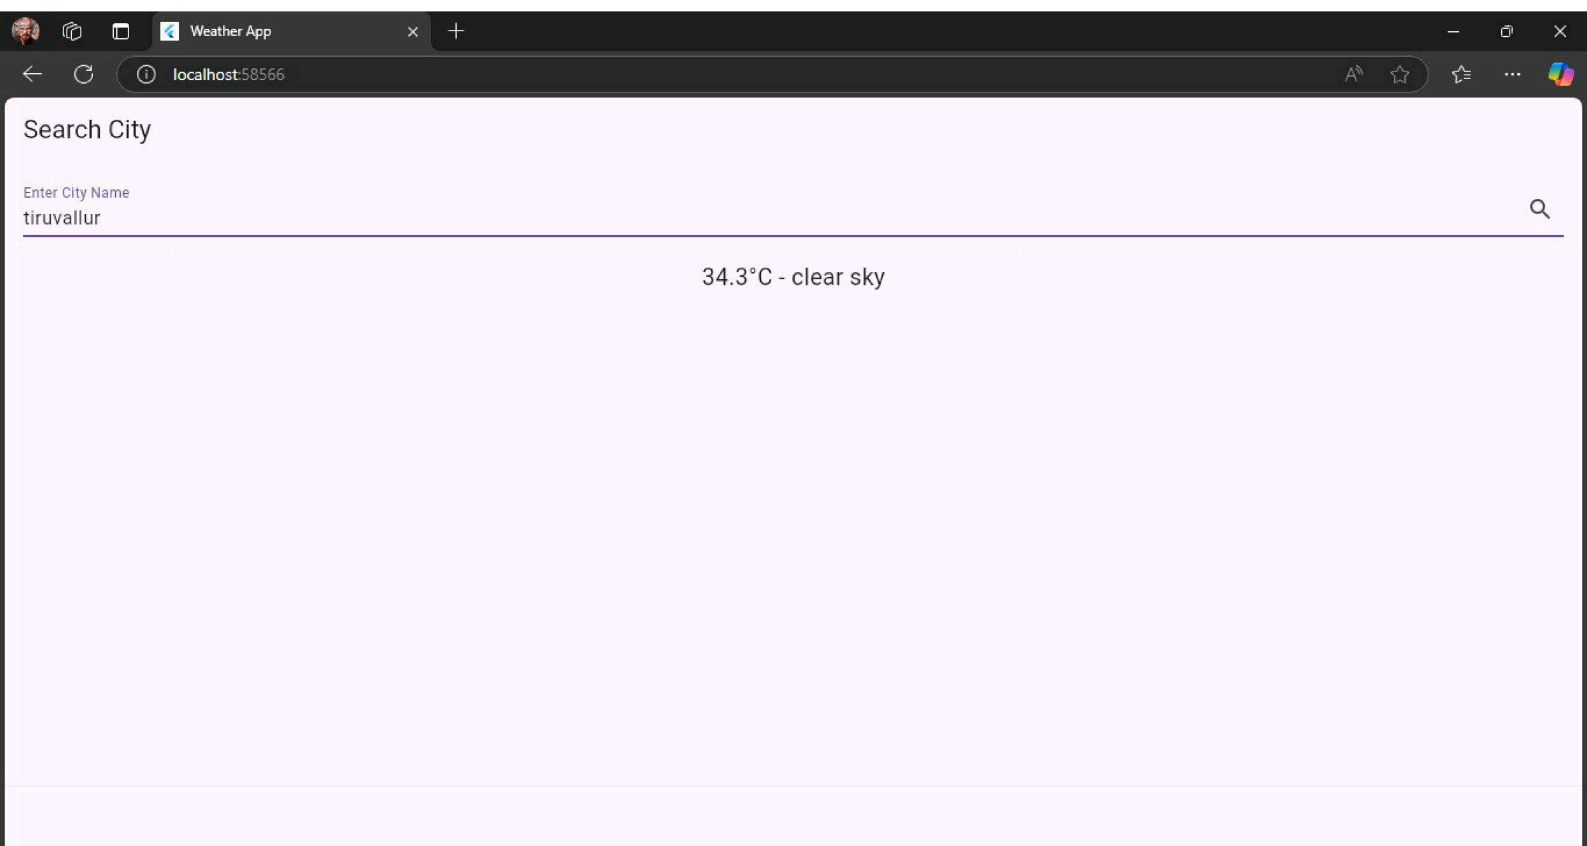 Weather App
localhost:58566
Search City
Enter City Name
tiruvallur
34.3°C - clear sky